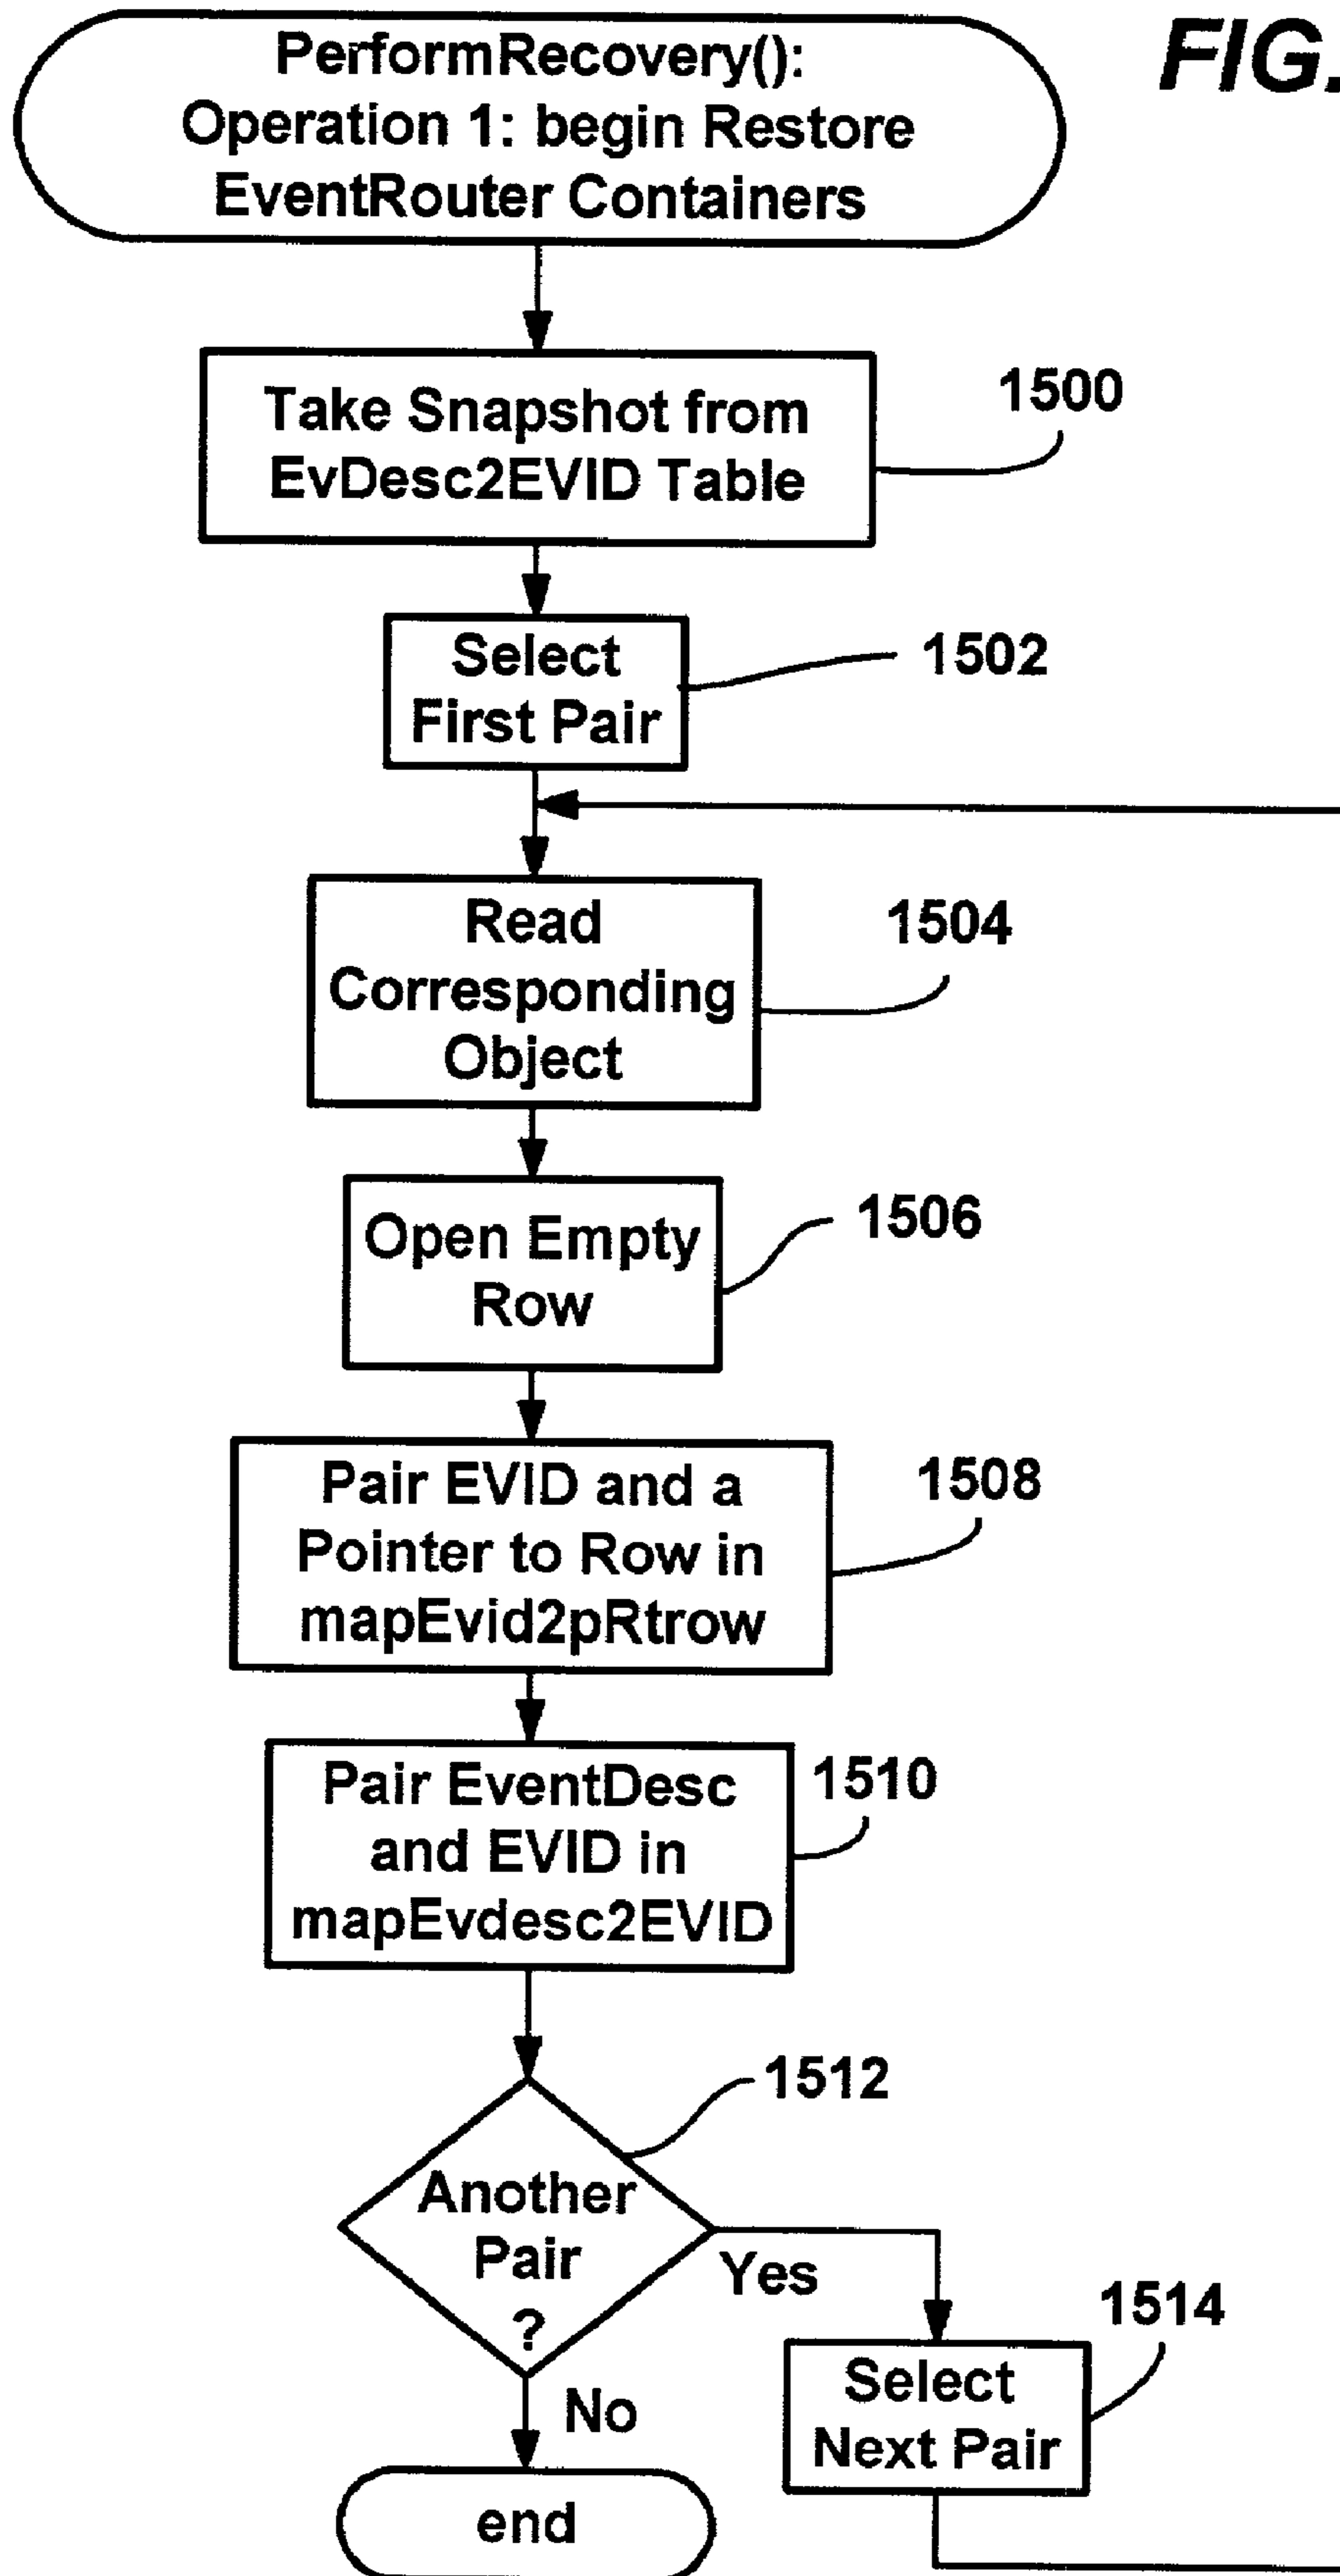 FIG.
PerformRecovery():
Operation 1: begin Restore
EventRouter Containers
Take Snapshot from
EvDesc2EVID Table
1500
Select
First Pair
1502
Read
Corresponding
Object
1504
Open Empty
Row
1506
Pair EVID and a
Pointer to Row in
mapEvid2pRtrow
1508
Pair EventDesc
and EVID in
mapEvdesc2EVID
1510
Another
Pair
?
1512
Yes
No
Select
Next Pair
1514
end